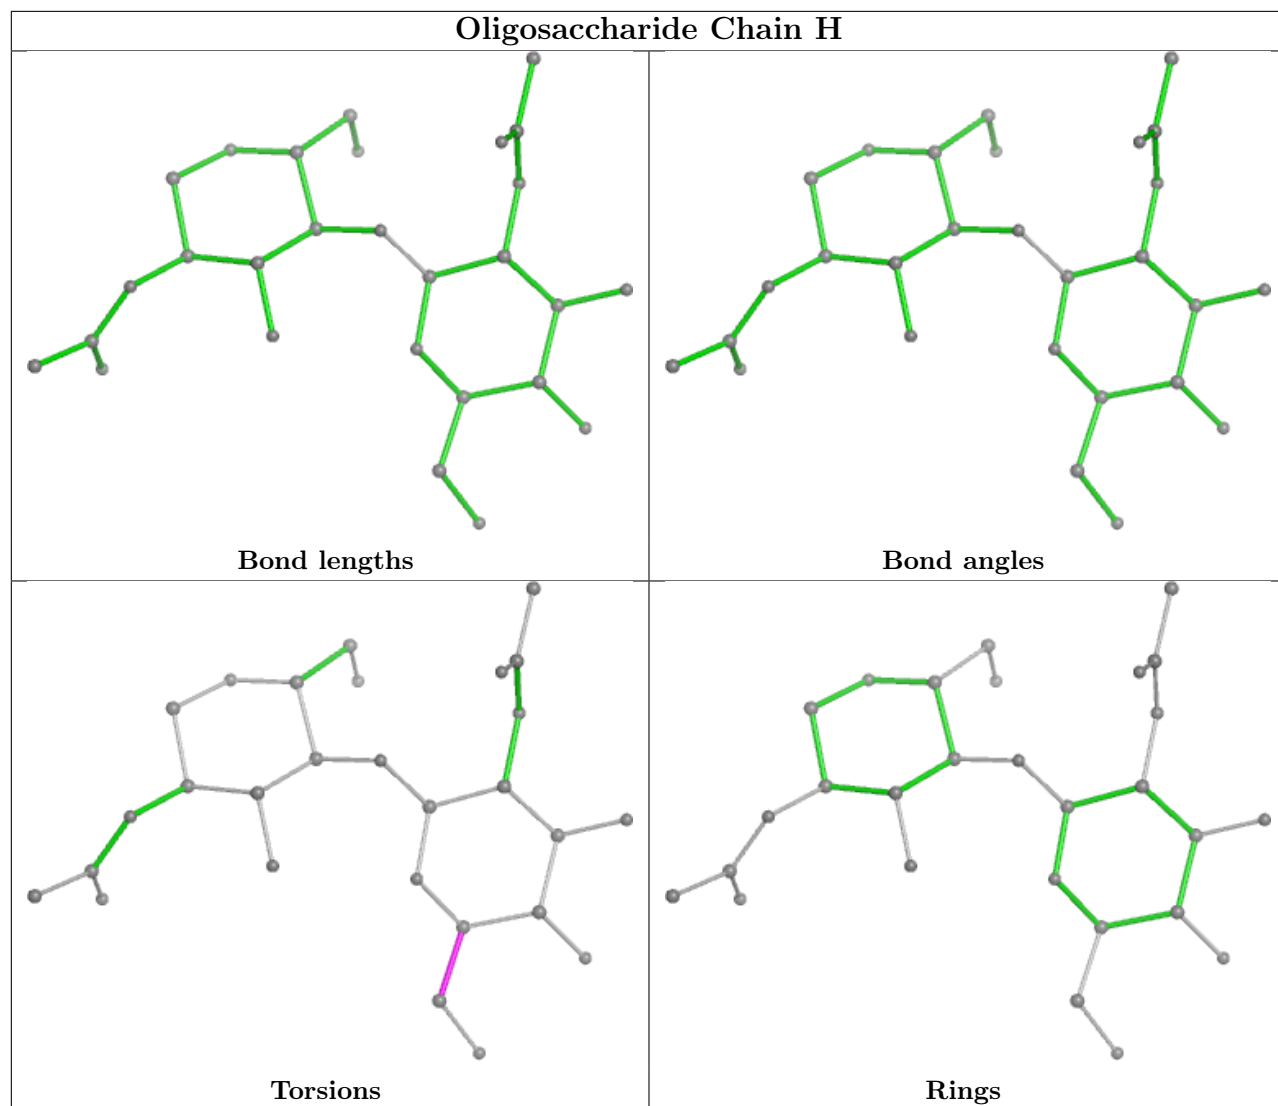 Oligosaccharide Chain H
Bond lengths
Bond angles
Torsions
Rings